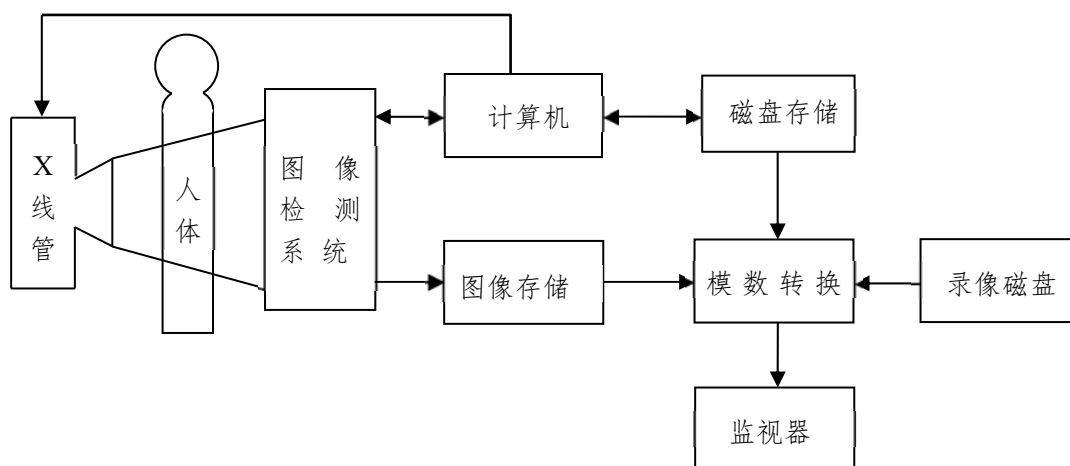 X
线
管
人
体
图像
检测
系统
计算机
磁盘存储
图像存储
模数转换
录像磁盘
监视器